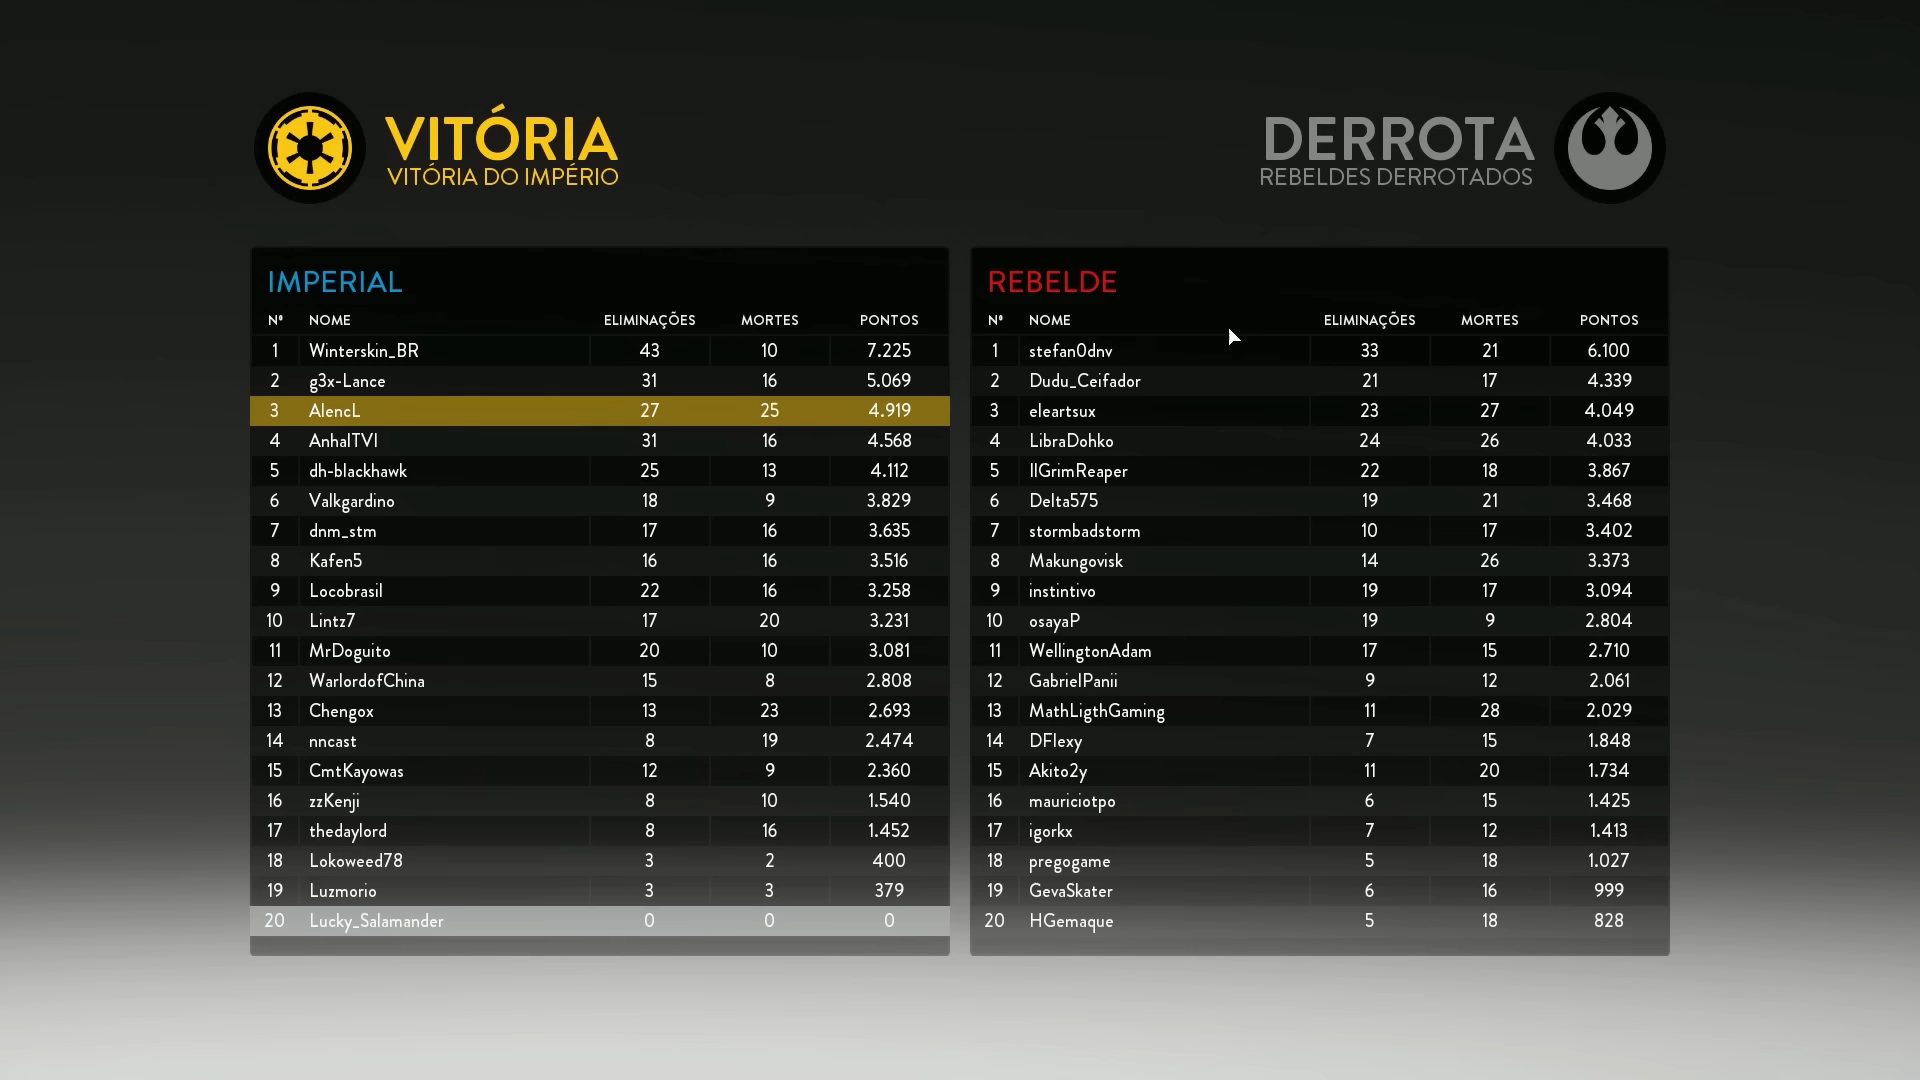 VITÓRIA
VITÓRIA DO IMPÉRIO
DERROTA
REBELDES DERROTADOS
IMPERIAL
Nº NOME ELIMINAÇÕES MORTES PONTOS
1 Winterskin_BR 43 10 7.225
2 g3x-Lance 31 16 5.069
3 AlencL 27 25 4.919
4 AnhalTVI 31 16 4.568
5 dh-blackhawk 25 13 4.112
6 Valkgardino 18 9 3.829
7 dnm_stm 17 16 3.635
8 Kafen5 16 16 3.516
9 Locobrasil 22 16 3.258
10 Lintz7 17 20 3.231
11 MrDoguito 20 10 3.081
12 WarlordofChina 15 8 2.808
13 Chengox 13 23 2.693
14 nncast 8 19 2.474
15 CmtKayowas 12 9 2.360
16 zzKenji 8 10 1.540
17 thedaylord 8 16 1.452
18 Lokoweed78 3 2 400
19 Luzmorio 3 3 379
20 Lucky_Salamander 0 0 0
REBELDE
Nº NOME ELIMINAÇÕES MORTES PONTOS
1 stefan0dnv 33 21 6.100
2 Dudu_Ceifador 21 17 4.339
3 eleartsux 23 27 4.049
4 LibraDohko 24 26 4.033
5 IlGrimReaper 22 18 3.867
6 Delta575 19 21 3.468
7 stormbadstorm 10 17 3.402
8 Makungovisk 14 26 3.373
9 instintivo 19 17 3.094
10 osayaP 19 9 2.804
11 WellingtonAdam 17 15 2.710
12 GabrielPanii 9 12 2.061
13 MathLigthGaming 11 28 2.029
14 DFlexy 7 15 1.848
15 Akito2y 11 20 1.734
16 mauriciotpo 6 15 1.425
17 igorkx 7 12 1.413
18 pregogame 5 18 1.027
19 GevaSkater 6 16 999
20 HGemaque 5 18 828